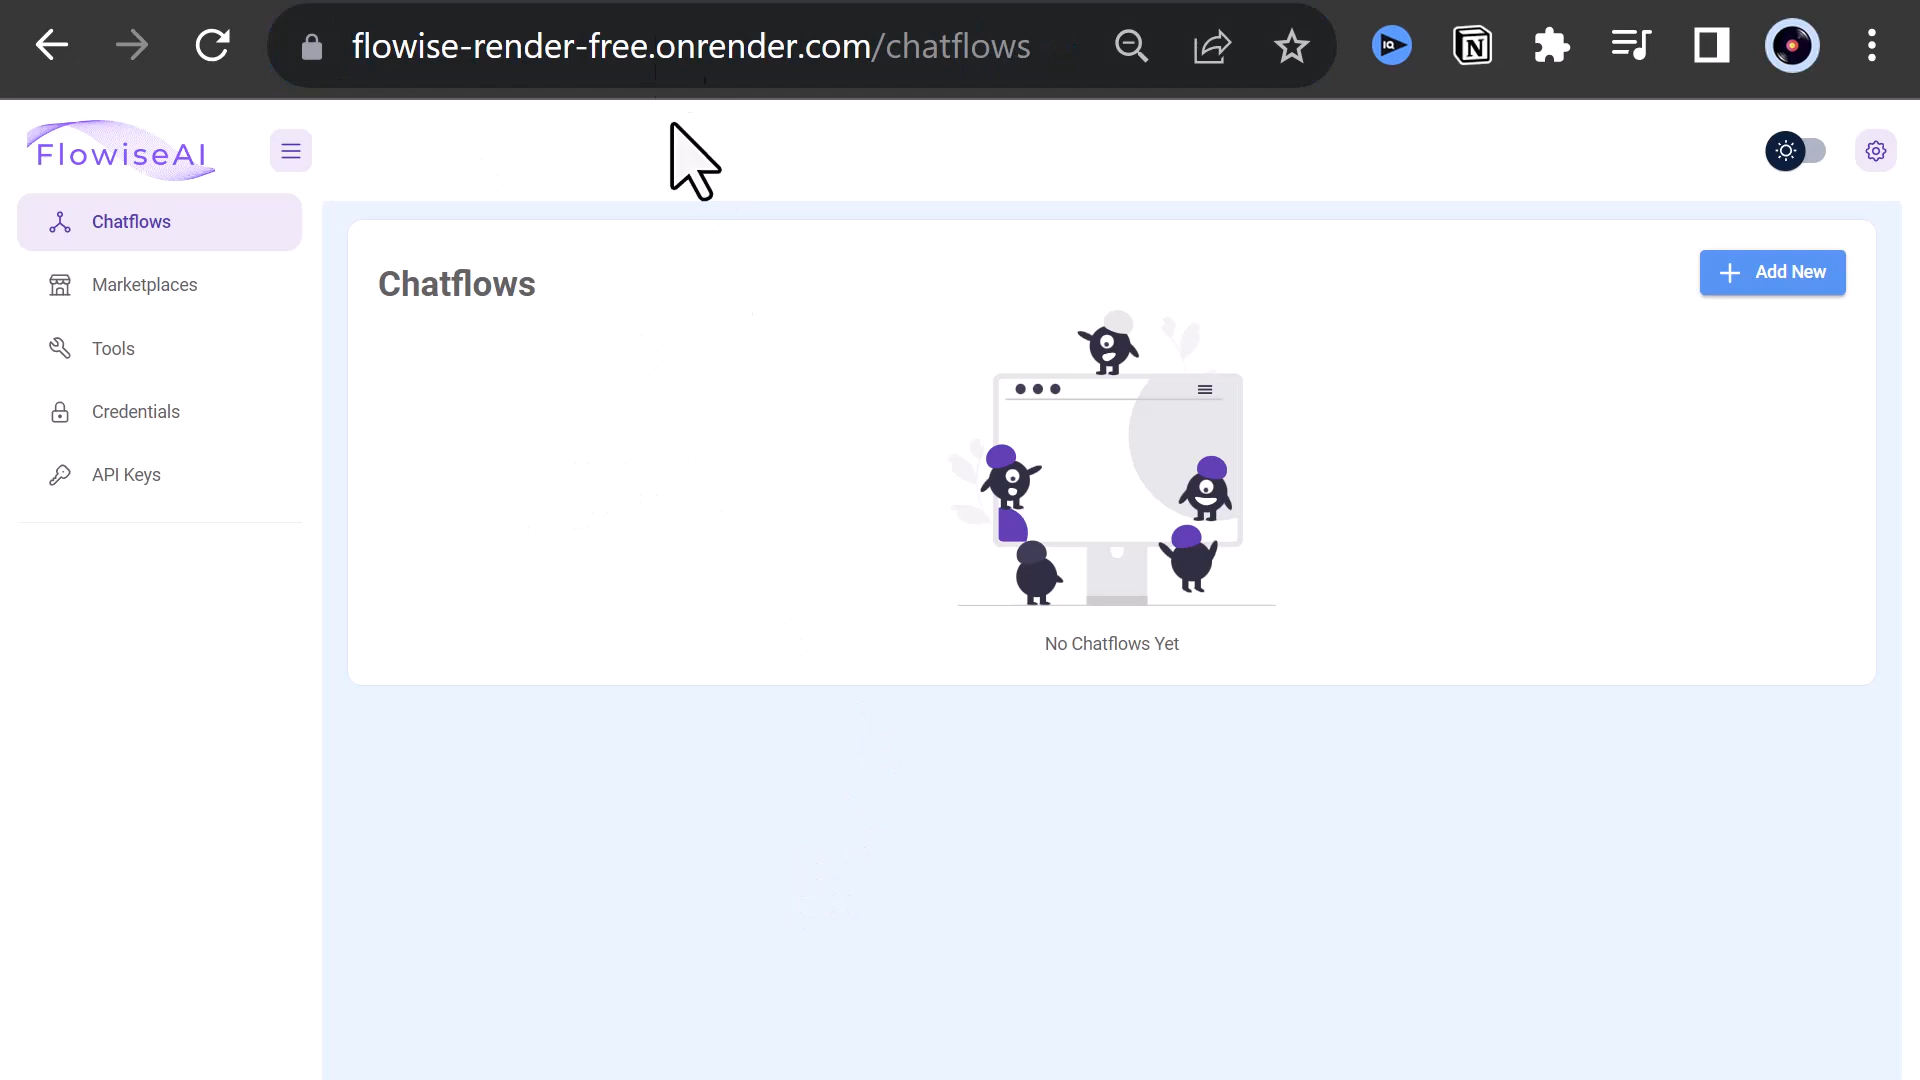 flowise-render-free.onrender.com/chatflows
IQ
N
FlowiseAI
Chatflows
Marketplaces
Tools
Credentials
API Keys
Chatflows
Add New
No Chatflows Yet